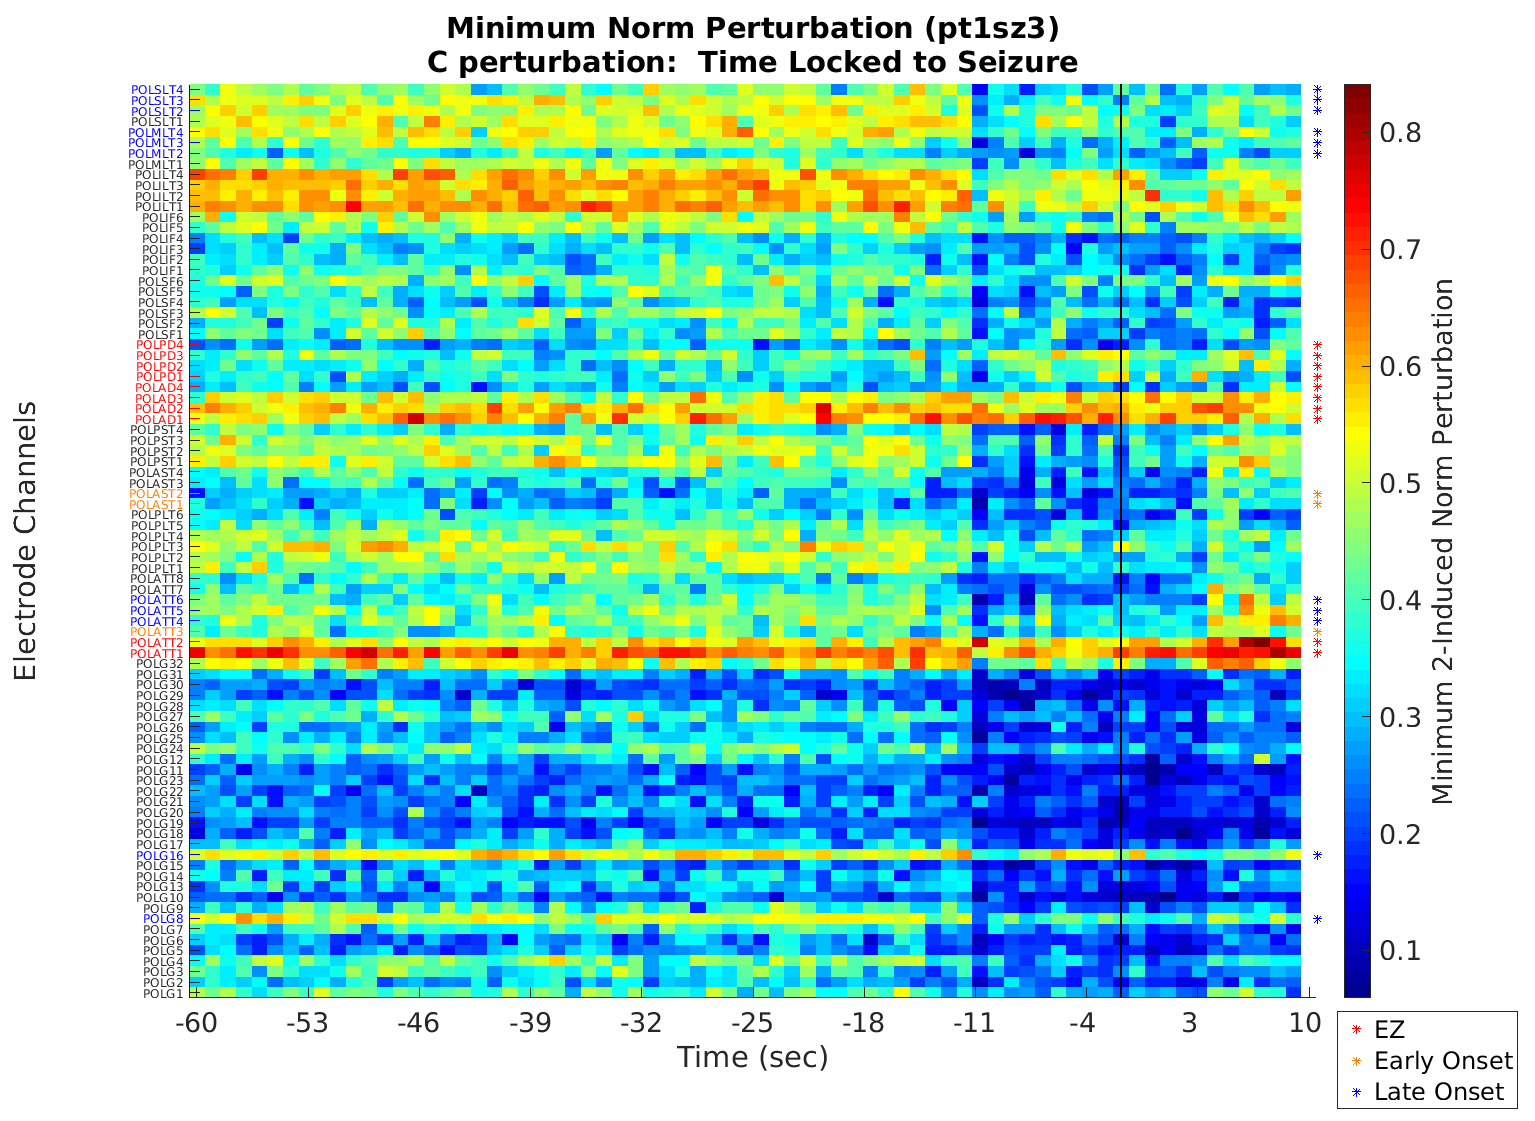 Minimum Norm Perturbation (pt1sz3)
C perturbation:  Time Locked to Seizure
Electrode Channels
POLSLT4
POLSLT3
POLSLT2
POLSLT1
POLMLT4
POLMLT3
POLMLT2
POLMLT1
POLILT4
POLILT3
POLILT2
POLILT1
POLIF6
POLIF5
POLIF4
POLIF3
POLIF2
POLIF1
POLSF6
POLSF5
POLSF4
POLSF3
POLSF2
POLSF1
POLPD4
POLPD3
POLPD2
POLPD1
POLAD4
POLAD3
POLAD2
POLAD1
POLPST4
POLPST3
POLPST2
POLPST1
POLAST4
POLAST3
POLAST2
POLAST1
POLPLT6
POLPLT5
POLPLT4
POLPLT3
POLPLT2
POLPLT1
POLATT8
POLATT7
POLATT6
POLATT5
POLATT4
POLATT3
POLATT2
POLATT1
POLG32
POLG31
POLG30
POLG29
POLG28
POLG27
POLG26
POLG25
POLG24
POLG12
POLG11
POLG23
POLG22
POLG21
POLG20
POLG19
POLG18
POLG17
POLG16
POLG15
POLG14
POLG13
POLG10
POLG9
POLG8
POLG7
POLG6
POLG5
POLG4
POLG3
POLG2
POLG1
-60 -53 -46 -39 -32 -25 -18 -11 -4 3 10
Time (sec)
0.8
0.7
0.6
0.5
0.4
0.3
0.2
0.1
Minimum 2-Induced Norm Perturbation
EZ
Early Onset
Late Onset